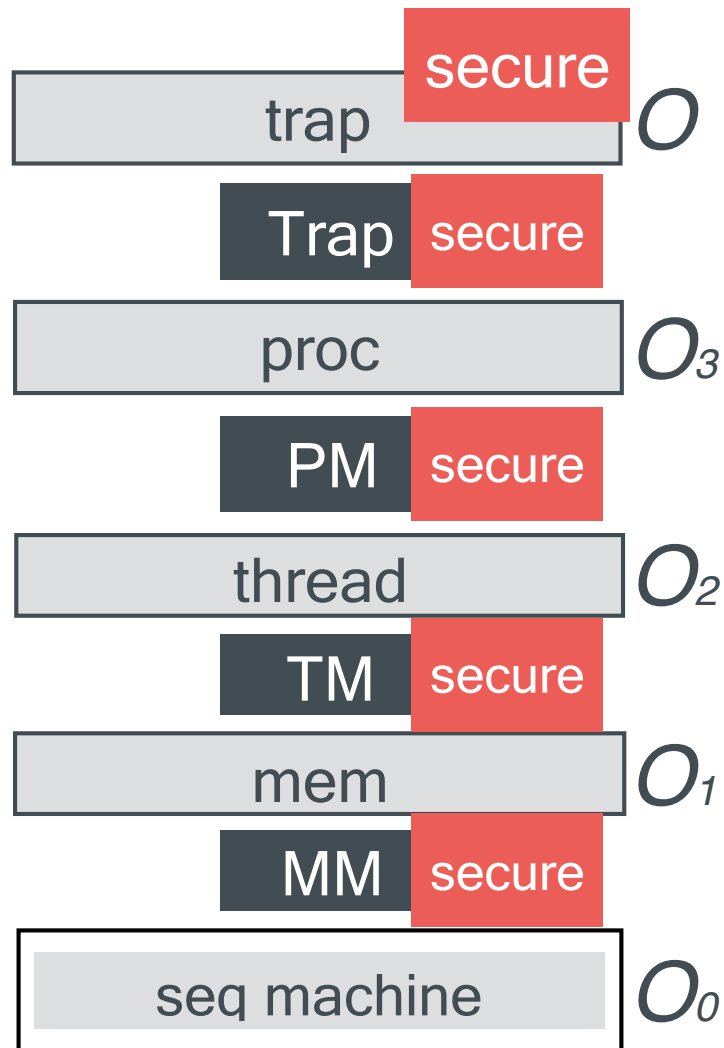 secure
trap O
Trap secure
proc O₃
PM secure
thread O₂
TM secure
mem O₁
MM secure
seq machine O₀